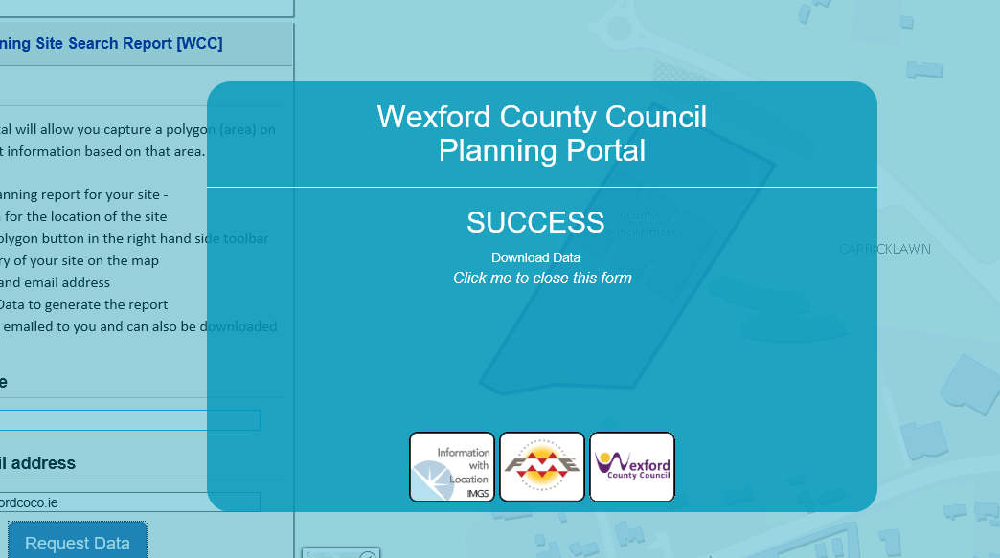 ning Site Search Report [WCC]
tal will allow you capture a polygon (area) on
t information based on that area.
anning report for your site -
for the location of the site
olygon button in the right hand side toolbar
ry of your site on the map
and email address
Data to generate the report
emailed to you and can also be downloaded
e
il address
ordcoco.ie
Request Data
Wexford County Council
Planning Portal
SUCCESS
Download Data
Click me to close this form
County
Council Offices
CARRICKLAWN
Information
with
Location
IMGS
FME
Wexford
County Council